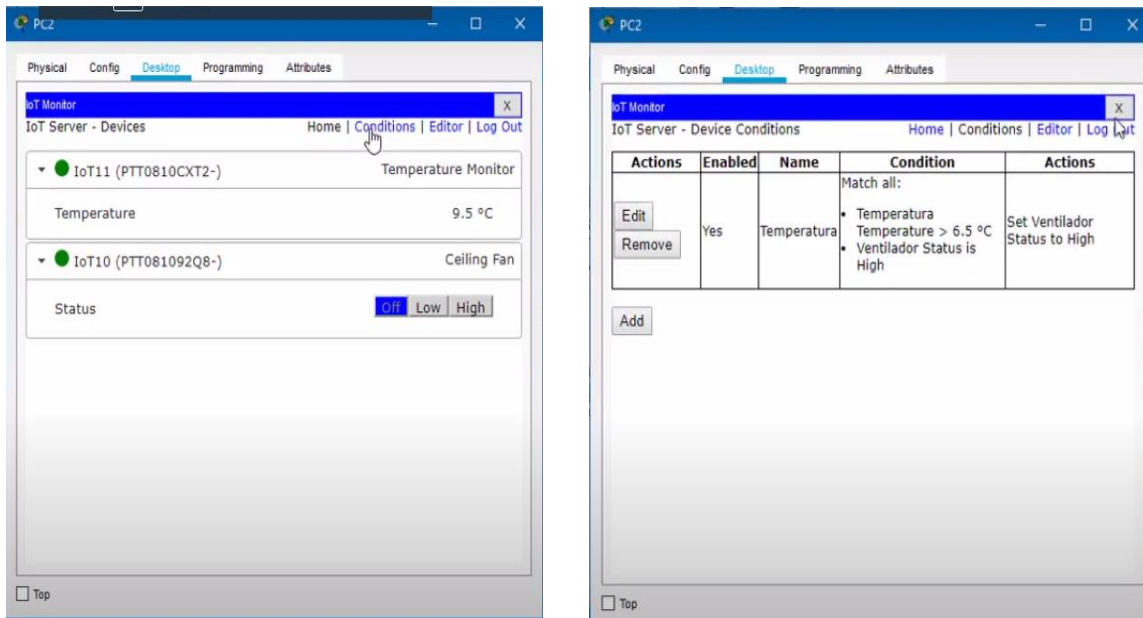 PC2
Physical Config Desktop Programming Attributes
IoT Monitor X
IoT Server - Devices Home | Conditions | Editor | Log Out
IoT11 (PTT0810CXT2-) Temperature Monitor
Temperature 9.5 °C
IoT10 (PTT081092Q8-) Ceiling Fan
Status Off Low High
Top
PC2
Physical Config Desktop Programming Attributes
IoT Monitor X
IoT Server - Device Conditions Home | Conditions | Editor | Log Out
Actions Enabled Name Condition Actions
Edit
Remove
Yes
Temperatura
Match all:
• Temperatura
Temperature > 6.5 °C
• Ventilador Status is
High
Set Ventilador
Status to High
Add
Top